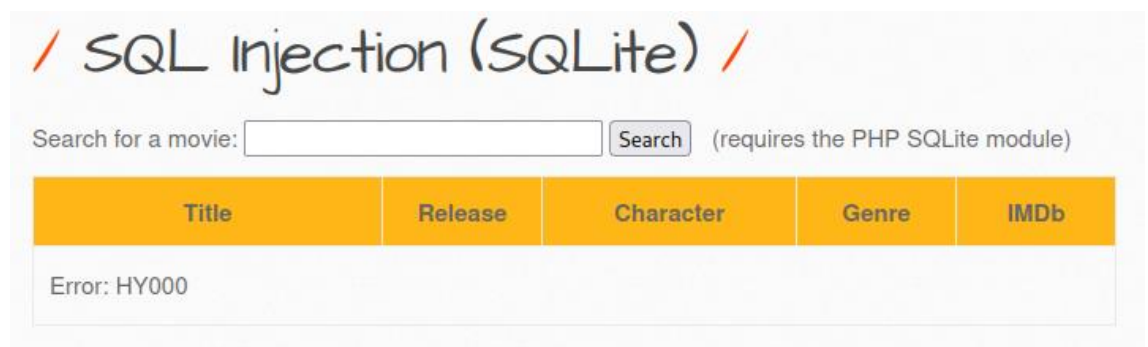 / SQL Injection (SQLite) /
Search for a movie: Search (requires the PHP SQLite module)
Title Release Character Genre IMDb
Error: HY000